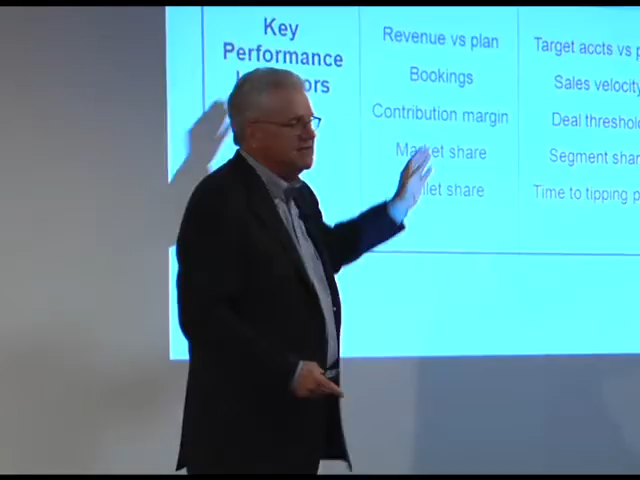 Key
Performance
Revenue vs plan
Bookings
Contribution margin
share
share
Target accts vs
Sales velocity
Deal
Segment
Time to tipping